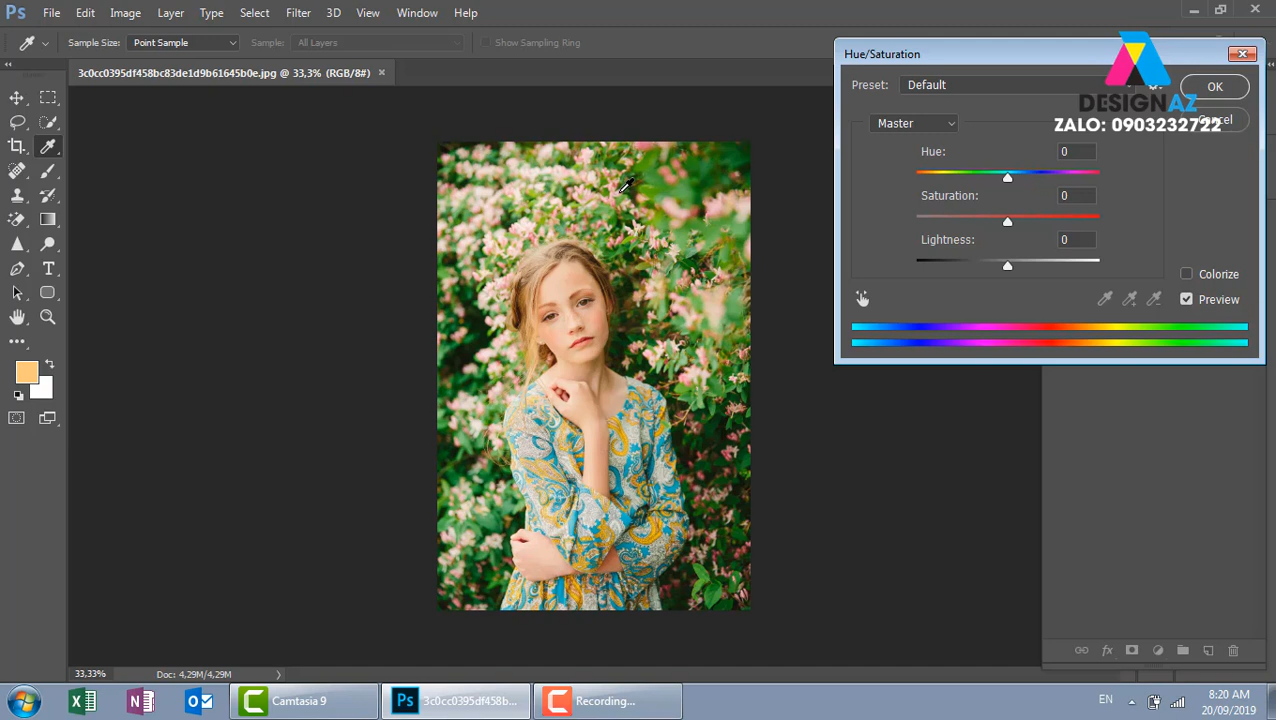 Ps File Edit Image Layer Type Select Filter 3D View Window Help
Sample Size: Point Sample Sample: All Layers Show Sampling Ring
3c0cc0395df458bc83de1d9b61645b0e.jpg @ 33,3% (RGB/8#)
Hue/Saturation
Preset: Default
OK
DESIGNAZ
ZALO: 0903232722
Cancel
Master
Hue: 0
Saturation: 0
Lightness: 0
Colorize
Preview
33,33% Doc: 4,29M/4,29M
Camtasia 9
Ps 3c0cc0395df458b...
Recording...
EN
8:20 AM
20/09/2019